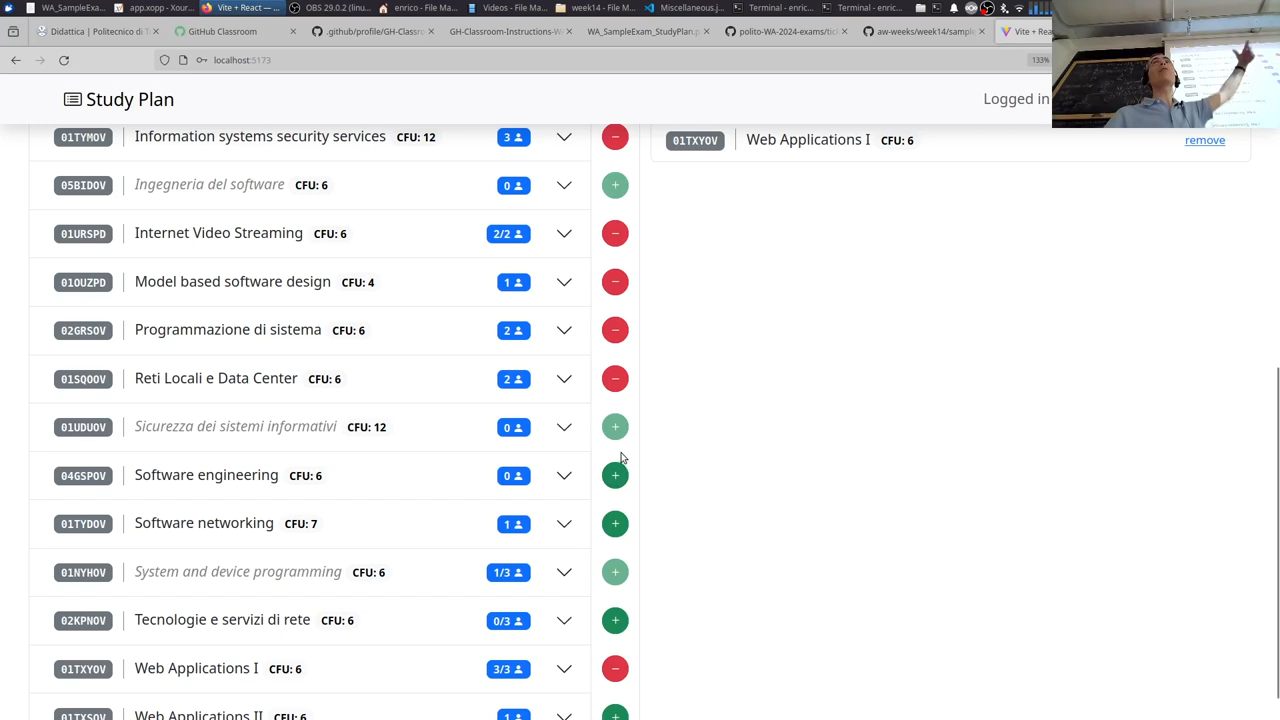 WA_SampleExa...
app.xopp — Xour...
Vite + React — ...
OBS 29.0.2 (linu...
enrico - File Ma...
Videos - File Ma...
week14 - File M...
Miscellaneous.j...
Terminal - enric...
Terminal - enric...
Didattica | Politecnico di T
GitHub Classroom
.github/profile/GH-Classr
GH-Classroom-Instructions-W
WA_SampleExam_StudyPlan.p
polito-WA-2024-exams/tic
aw-weeks/week14/sampl
Vite + Rea
localhost:5173
133%
Study Plan
Logged in
01TYMOV Information systems security services CFU: 12 3
05BIDOV Ingegneria del software CFU: 6 0 +
01URSPD Internet Video Streaming CFU: 6 2/2 −
01OUZPD Model based software design CFU: 4 1 −
02GRSOV Programmazione di sistema CFU: 6 2 −
01SQOOV Reti Locali e Data Center CFU: 6 2 −
01UDUOV Sicurezza dei sistemi informativi CFU: 12 0 +
04GSPOV Software engineering CFU: 6 0 +
01TYDOV Software networking CFU: 7 1 +
01NYHOV System and device programming CFU: 6 1/3 +
02KPNOV Tecnologie e servizi di rete CFU: 6 0/3 +
01TXYOV Web Applications I CFU: 6 3/3 −
01TXSOV Web Applications II CFU: 6 1 +
01TXYOV Web Applications I CFU: 6 remove